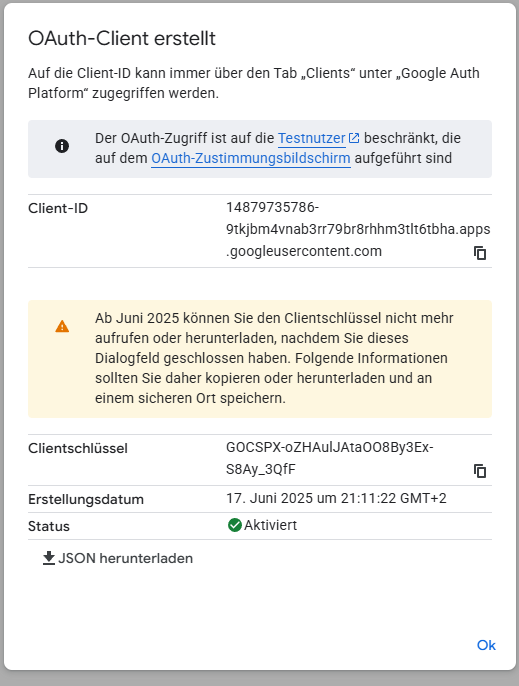 OAuth-Client erstellt
Auf die Client-ID kann immer über den Tab „Clients“ unter „Google Auth
Platform“ zugegriffen werden.
Der OAuth-Zugriff ist auf die Testnutzer beschränkt, die
auf dem OAuth-Zustimmungsbildschirm aufgeführt sind
Client-ID
14879735786-
9tkjbm4vnab3rr79br8rhhm3tlt6tbha.apps
.googleusercontent.com
Ab Juni 2025 können Sie den Clientschlüssel nicht mehr
aufrufen oder herunterladen, nachdem Sie dieses
Dialogfeld geschlossen haben. Folgende Informationen
sollten Sie daher kopieren oder herunterladen und an
einem sicheren Ort speichern.
Clientschlüssel
GOCSPX-oZHAulJAtaOO8By3Ex-
S8Ay_3QfF
Erstellungsdatum
17. Juni 2025 um 21:11:22 GMT+2
Status
Aktiviert
JSON herunterladen
Ok